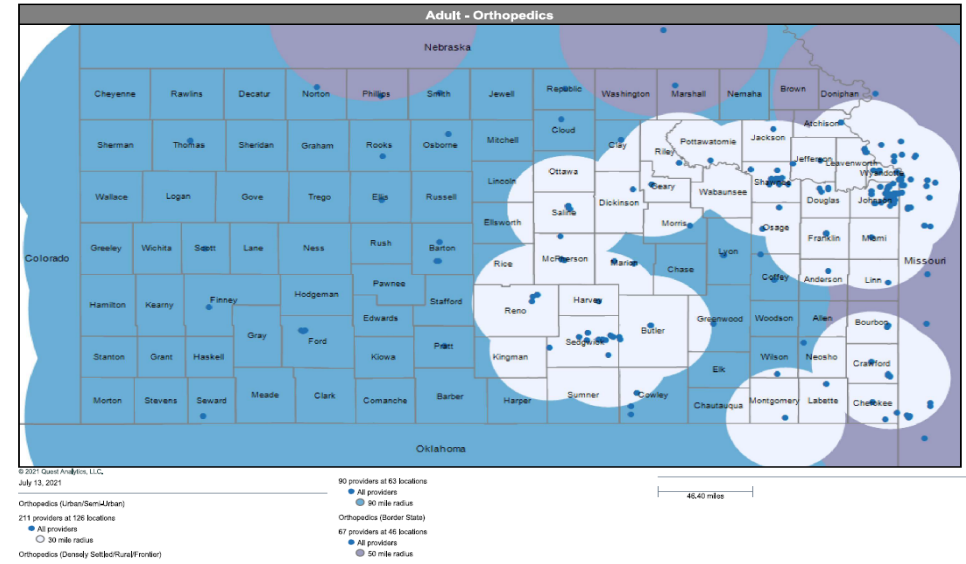 Adult - Orthopedics
Nebraska
Cheyenne Rawlins Decatur Norton Phillips Smith Jewell Republic Washington Marshall Nemaha Brown Doniphan
Atchison
Cloud
Sherman Thomas Sheridan Graham Rooks Osborne Mitchell Clay Riley Pottawatomie Jackson
Jefferson Leavenworth
Ottawa
Wyandotte
Lincoln Geary Shawnee
Wallace Logan Gove Trego Ellis Russell Dickinson Wabaunsee Douglas Johnson
Saline
Ellsworth Morris Osage
Greeley Wichita Scott Lane Ness Rush Barton Franklin Miami
Colorado Rice McPherson Marion Lyon Missouri
Chase
Pawnee Coffey Anderson Linn
Hamilton Kearny Finney Hodgeman Stafford Reno Harvey
Edwards Greenwood Woodson Allen Bourbon
Gray Ford Butler
Sedgwick
Stanton Grant Haskell Kiowa Pratt Kingman Wilson Neosho Crawford
Elk
Morton Stevens Seward Meade Clark Comanche Barber Harper Sumner Cowley Chautauqua Montgomery Labette Cherokee
Oklahoma
© 2021 Quest Analytics, LLC.
July 13, 2021
Orthopedics (Urban/Semi-Urban)
211 providers at 126 locations
All providers
30 mile radius
Orthopedics (Densely Settled/Rural/Frontier)
90 providers at 63 locations
All providers
90 mile radius
Orthopedics (Border State)
67 providers at 46 locations
All providers
50 mile radius
46.40 miles